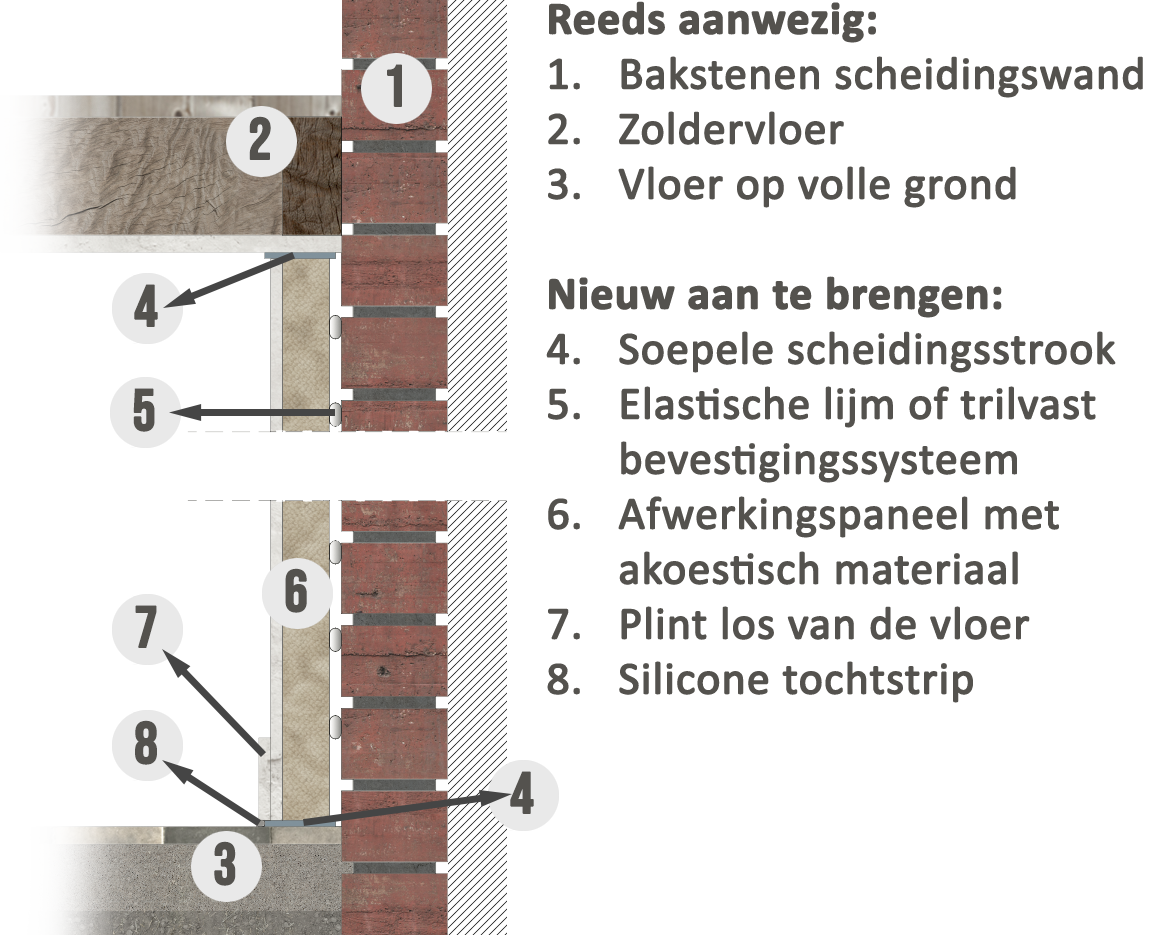 Reeds aanwezig:
1. Bakstenen scheidingswand
2. Zoldervloer
3. Vloer op volle grond
Nieuw aan te brengen:
4. Soepele scheidingsstrook
5. Elastische lijm of trilvast
bevestigingssysteem
6. Afwerkingspaneel met
akoestisch materiaal
7. Plint los van de vloer
8. Silicone tochtstrip
1
2
4
5
6
7
8
4
3